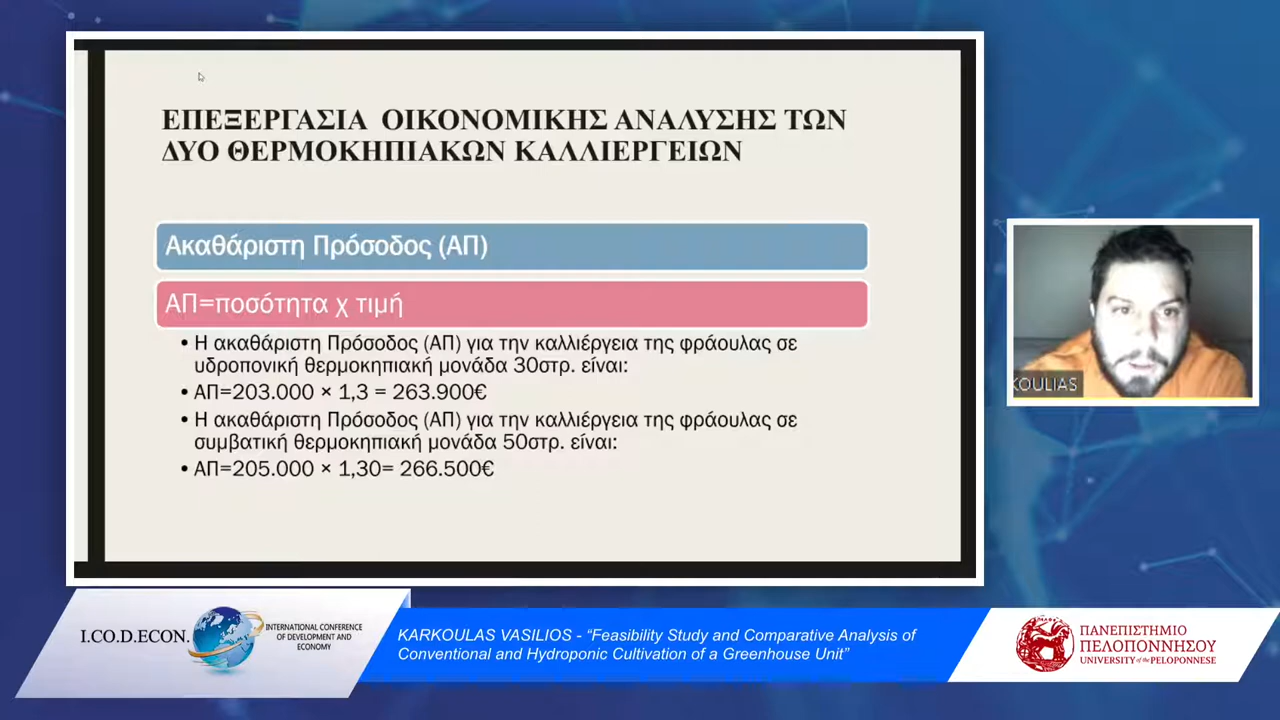 ΕΠΕΞΕΡΓΑΣΙΑ ΟΙΚΟΝΟΜΙΚΗΣ ΑΝΑΛΥΣΗΣ ΤΩΝ
ΔΥΟ ΘΕΡΜΟΚΗΠΙΑΚΩΝ ΚΑΛΛΙΕΡΓΕΙΩΝ
Ακαθάριστη Πρόσοδος (ΑΠ)
ΑΠ=ποσότητα χ τιμή
• Η ακαθάριστη Πρόσοδος (ΑΠ) για την καλλιέργεια της φράουλας σε
υδροπονική θερμοκηπιακή μονάδα 30στρ. είναι:
• ΑΠ=203.000 × 1,3 = 263.900€
• Η ακαθάριστη Πρόσοδος (ΑΠ) για την καλλιέργεια της φράουλας σε
συμβατική θερμοκηπιακή μονάδα 50στρ. είναι:
• ΑΠ=205.000 × 1,30= 266.500€
KOULIAS
I.CO.D.ECON.
INTERNATIONAL CONFERENCE
OF DEVELOPMENT AND
ECONOMY
KARKOULAS VASILIOS - “Feasibility Study and Comparative Analysis of
Conventional and Hydroponic Cultivation of a Greenhouse Unit”
ΠΑΝΕΠΙΣΤΗΜΙΟ
ΠΕΛΟΠΟΝΝΗΣΟΥ
UNIVERSITY of the PELOPONNESE